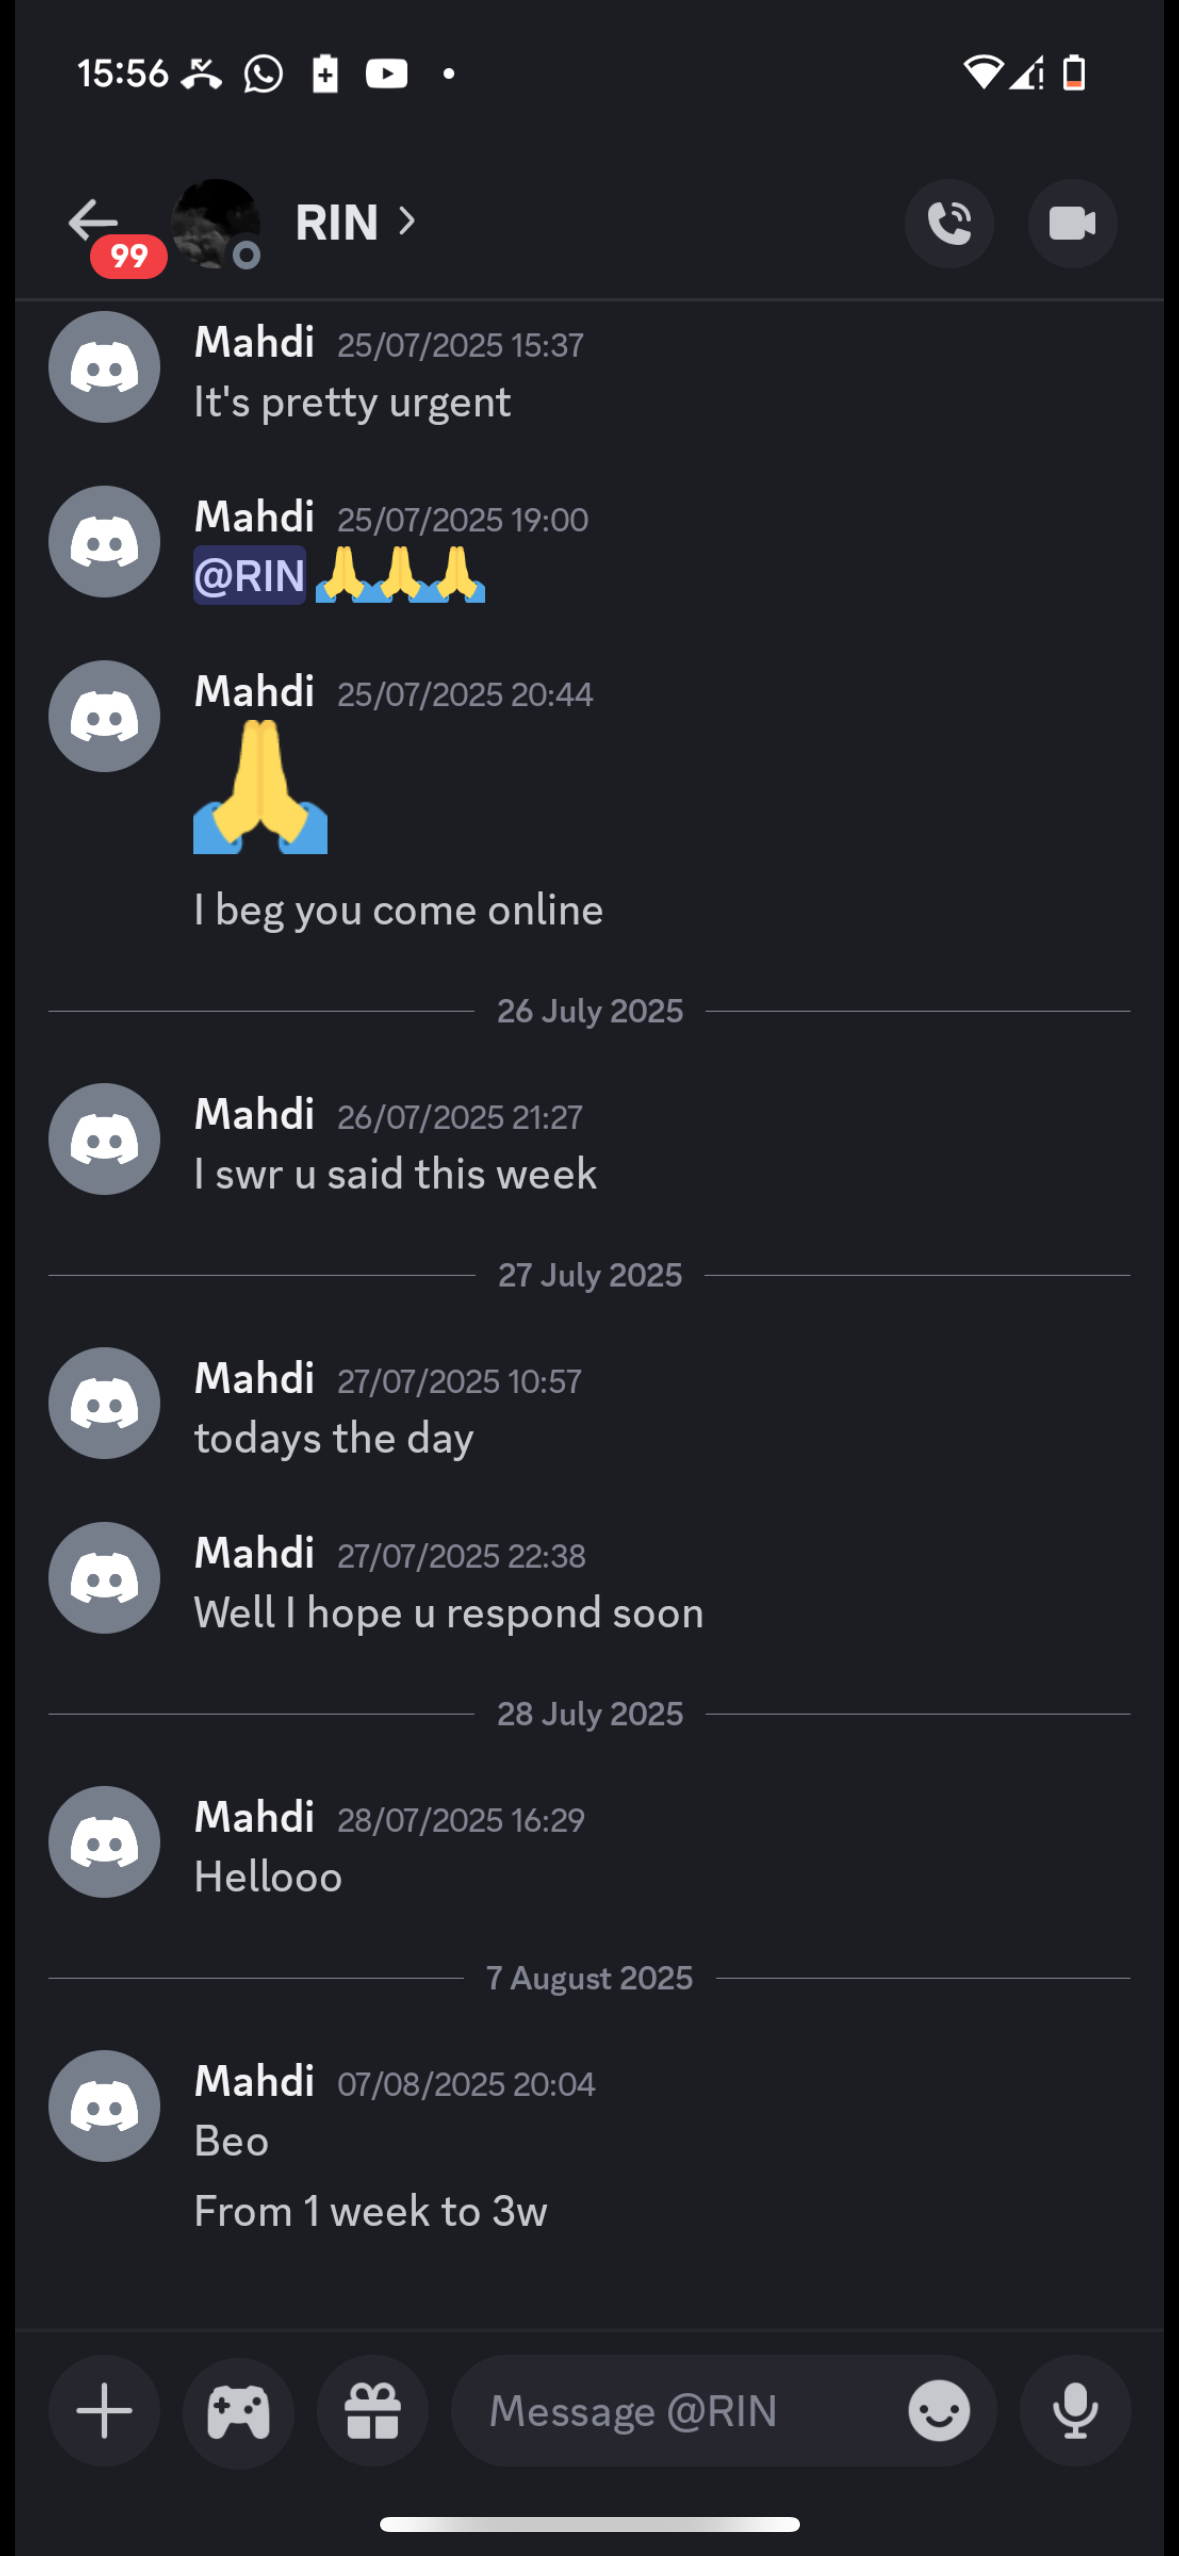 15:56
99
RIN
Mahdi 25/07/2025 15:37
It's pretty urgent
Mahdi 25/07/2025 19:00
@RIN 🙏🙏🙏
Mahdi 25/07/2025 20:44
🙏
I beg you come online
26 July 2025
Mahdi 26/07/2025 21:27
I swr u said this week
27 July 2025
Mahdi 27/07/2025 10:57
todays the day
Mahdi 27/07/2025 22:38
Well I hope u respond soon
28 July 2025
Mahdi 28/07/2025 16:29
Hellooo
7 August 2025
Mahdi 07/08/2025 20:04
Beo
From 1 week to 3w
Message @RIN